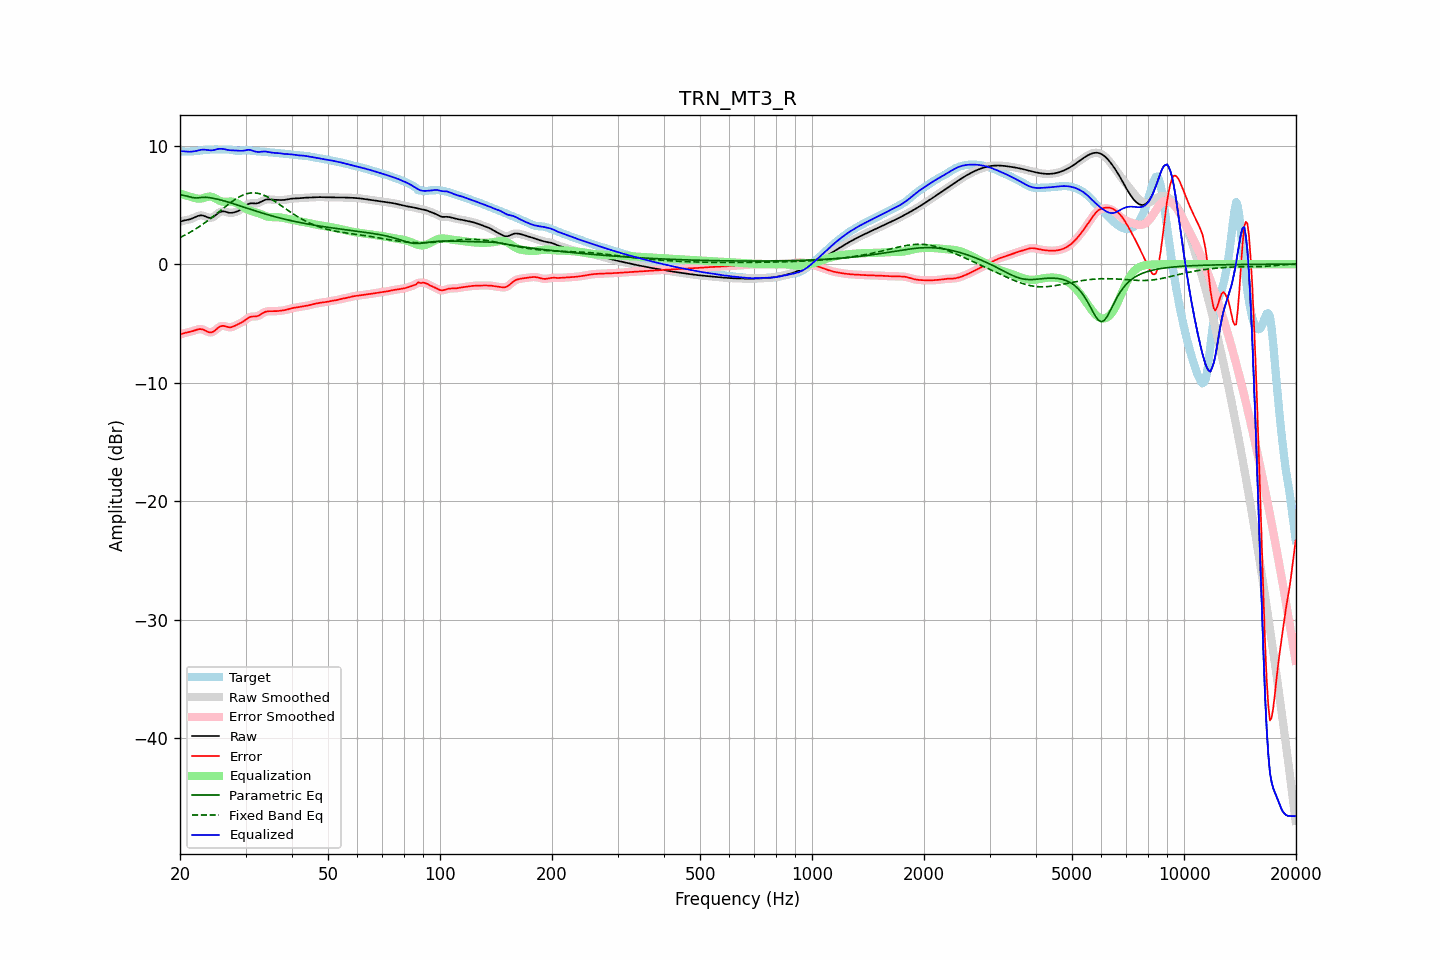 TRN_MT3_R
Amplitude (dBr)
10
0
−10
−20
−30
−40
Target
Raw Smoothed
Error Smoothed
Raw
Error
Equalization
Parametric Eq
Fixed Band Eq
Equalized
20 50 100 200 500 1000 2000 5000 10000 20000
Frequency (Hz)